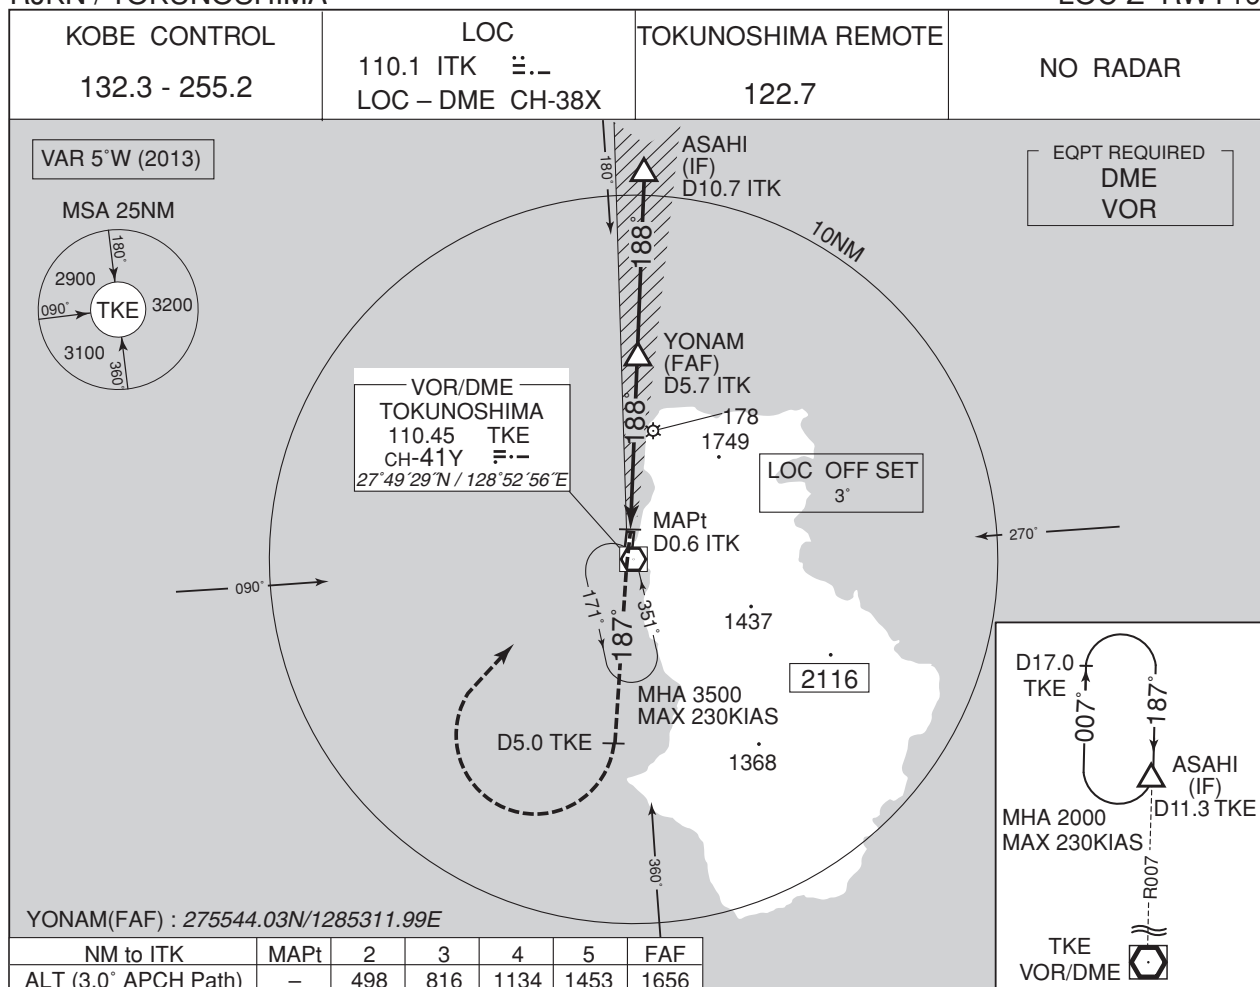 RJKN / TOKUNOSHIMA
LOC Z RWY
KOBE CONTROL
132.3 - 255.2
LOC
110.1 ITK
LOC – DME CH-38X
TOKUNOSHIMA REMOTE
122.7
NO RADAR
VAR 5˚W (2013)
MSA 25NM
180˚
2900
090˚
TKE
3200
3100
360˚
180˚
ASAHI
(IF)
D10.7 ITK
EQPT REQUIRED
DME
VOR
188˚
10NM
YONAM
(FAF)
D5.7 ITK
188˚
VOR/DME
TOKUNOSHIMA
110.45 TKE
CH-41Y
27˚49´29˝N / 128˚52´56˝E
178
1749
LOC OFF SET
3˚
MAPt
D0.6 ITK
270˚
090˚
171˚
187˚
351˚
1437
2116
MHA 3500
MAX 230KIAS
D5.0 TKE
1368
360˚
D17.0
TKE
007˚
187˚
ASAHI
(IF)
D11.3 TKE
MHA 2000
MAX 230KIAS
R007
TKE
VOR/DME
YONAM(FAF) : 275544.03N/1285311.99E
NM to ITK MAPt 2 3 4 5 FAF
ALT (3.0˚ APCH Path) – 498 816 1134 1453 1656